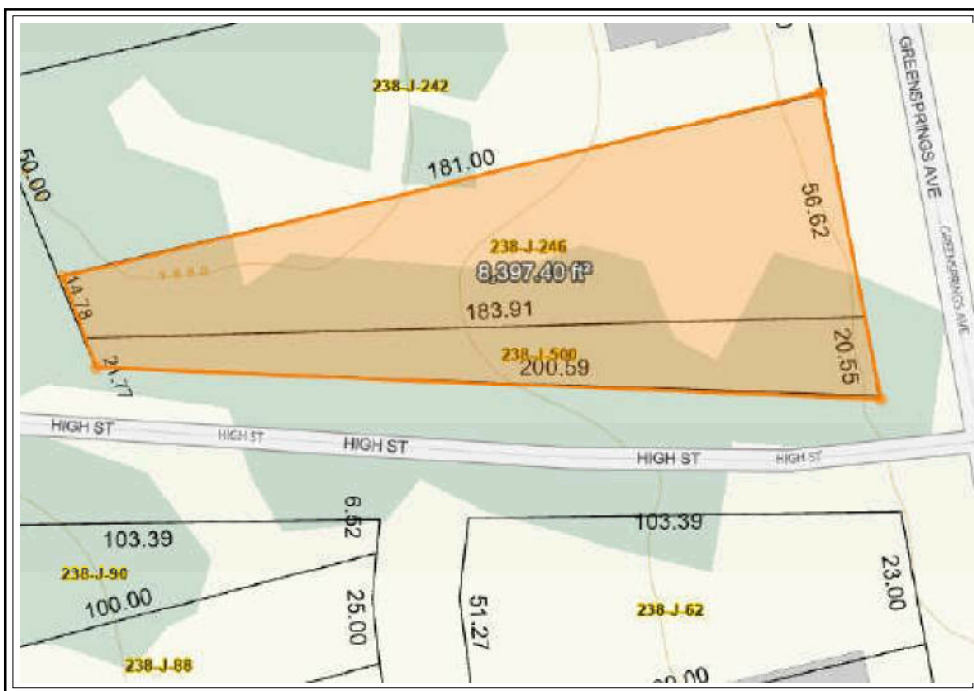 238-J-242
GREENSPRINGS AVE
50.00
181.00
56.62
GREENSPRINGS AVE
238-J-246
8,397.40 ft²
14.78
183.91
238-J-500
200.59
20.55
HIGH ST
HIGH ST
HIGH ST
HIGH ST
HIGH ST
6.52
103.39
103.39
238-J-90
100.00
25.00
51.27
238-J-62
23.00
238-J-88